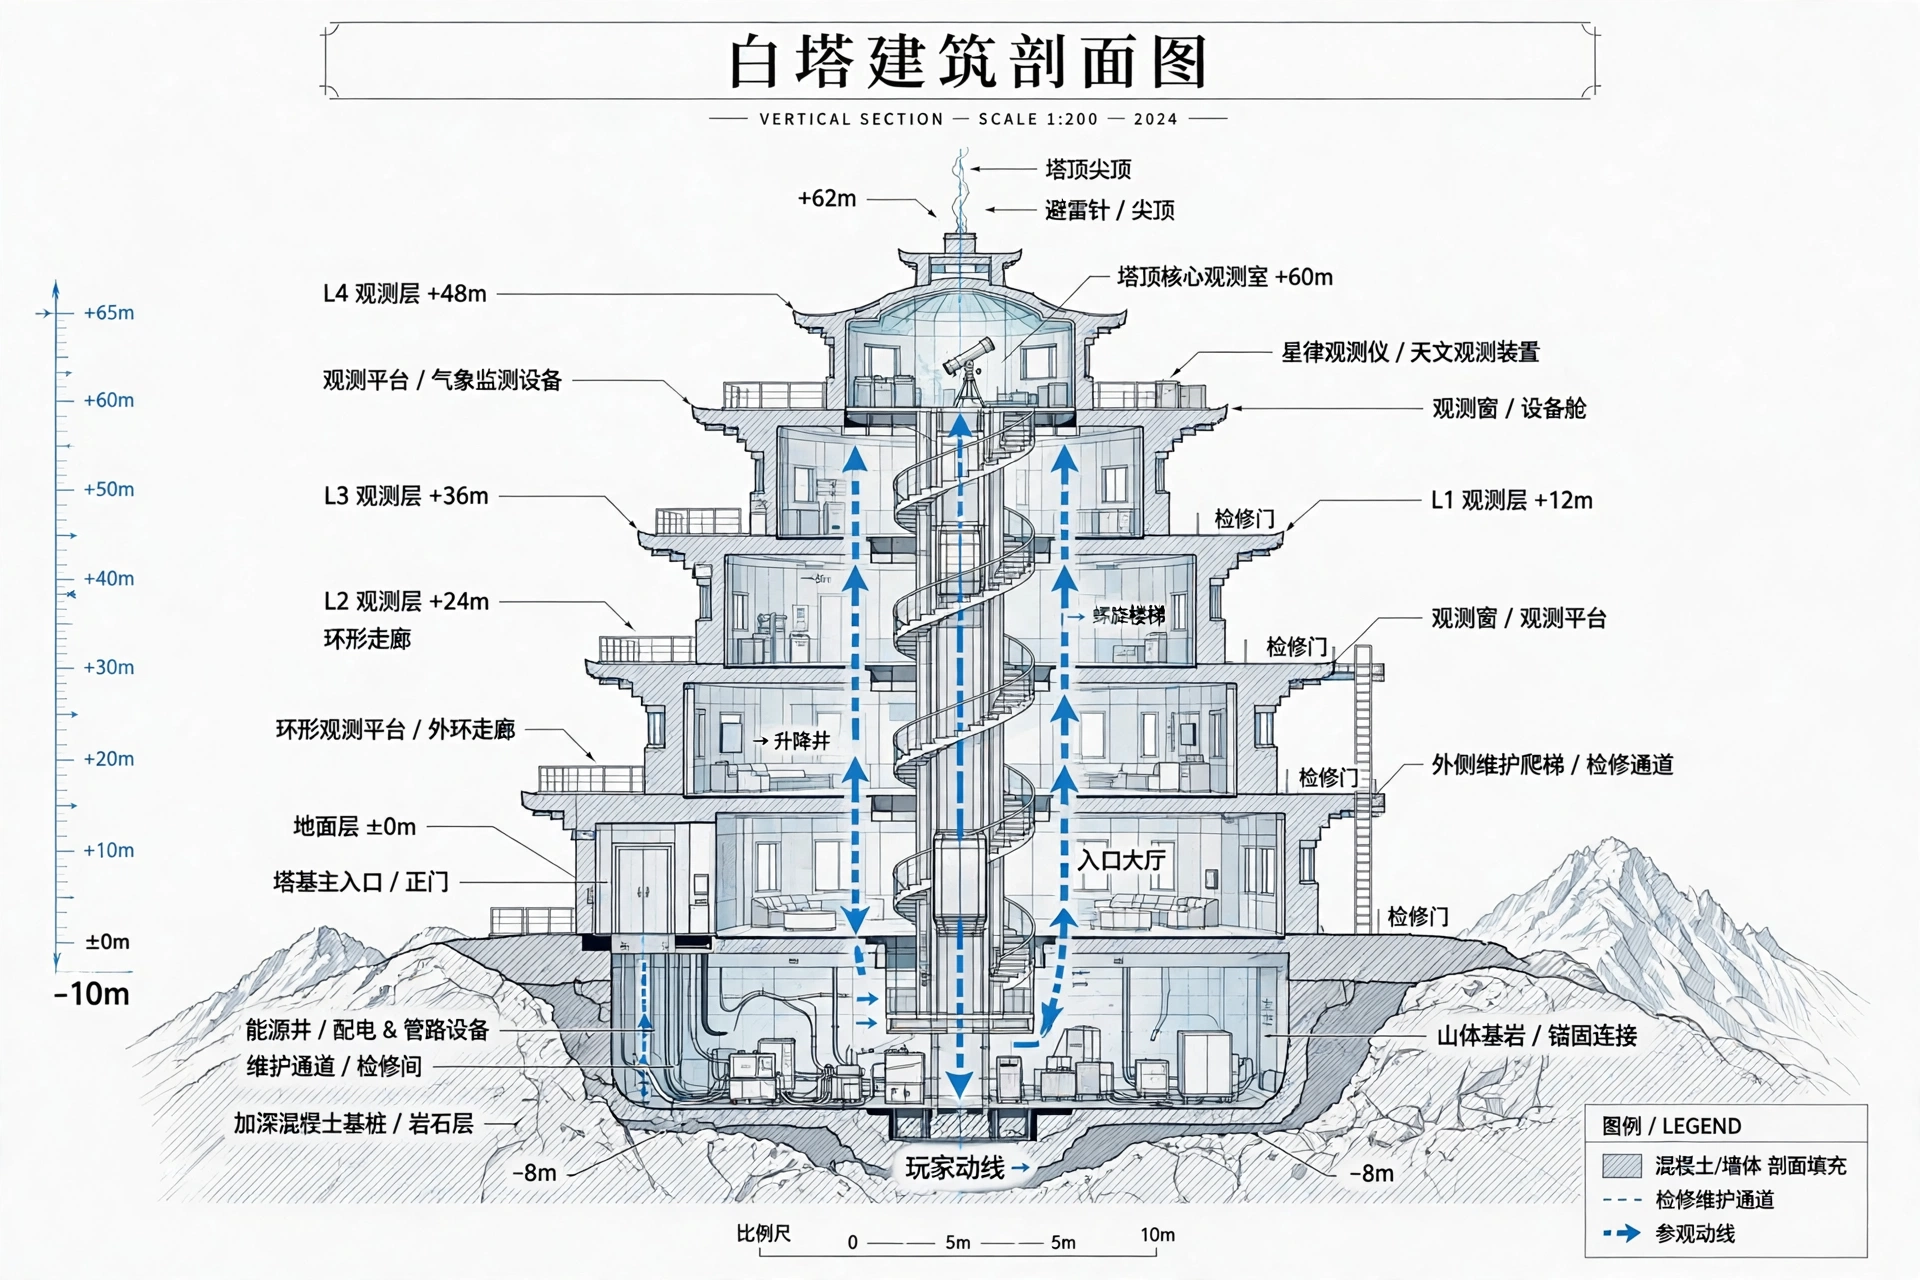 白塔建筑剖面图
VERTICAL SECTION — SCALE 1:200 — 2024
塔顶尖顶
+62m
避雷针 / 尖顶
塔顶核心观测室 +60m
L4 观测层 +48m
+65m
星律观测仪 / 天文观测装置
观测平台 / 气象监测设备
+60m
观测窗 / 设备舱
+50m
L3 观测层 +36m
L1 观测层 +12m
检修门
+40m
L2 观测层 +24m
环形走廊
螺旋楼梯
观测窗 / 观测平台
检修门
+30m
环形观测平台 / 外环走廊
升降井
+20m
检修门
外侧维护爬梯 / 检修通道
地面层 ±0m
+10m
入口大厅
塔基主入口 / 正门
检修门
±0m
-10m
能源井 / 配电 & 管路设备
维护通道 / 检修间
山体基岩 / 锚固连接
加深混凝土基桩 / 岩石层
-8m
玩家动线
-8m
图例 / LEGEND
混凝土/墙体 剖面填充
检修维护通道
参观动线
比例尺
0 5m 5m 10m